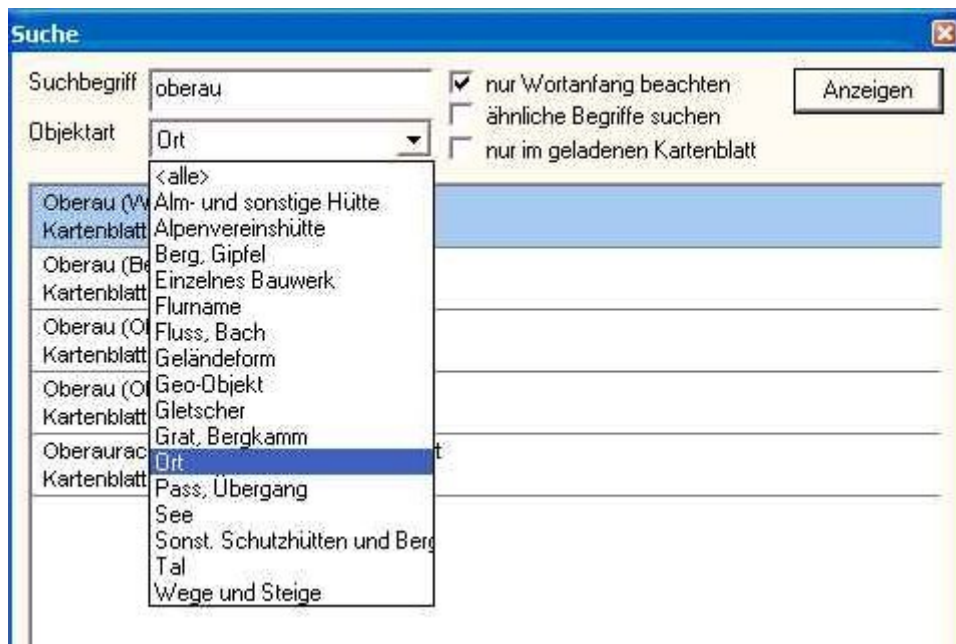 Suche
Suchbegriff oberau
nur Wortanfang beachten
Anzeigen
ähnliche Begriffe suchen
Objektart Ort
nur im geladenen Kartenblatt
<alle>
Alm- und sonstige Hütte
Alpenvereinshütte
Berg, Gipfel
Einzelnes Bauwerk
Flurname
Fluss, Bach
Geländeform
Geo-Objekt
Gletscher
Grat, Bergkamm
Ort
Pass, Übergang
See
Sonst. Schutzhütten und Berg
Tal
Wege und Steige
Oberau (W
Kartenblatt
Oberau (Be
Kartenblatt
Oberau (Ol
Kartenblatt
Oberau (Ol
Kartenblatt
Oberaurac t
Kartenblatt